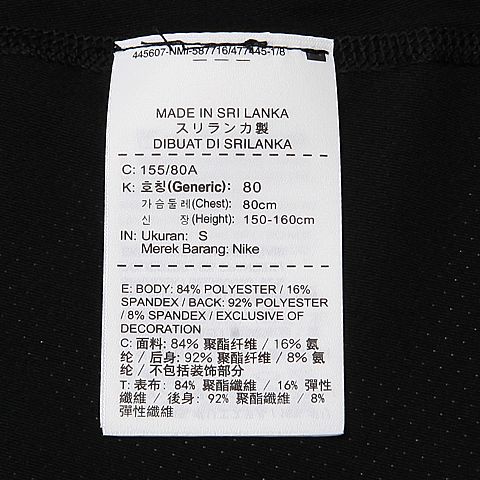 445607-NMI-587716/477445-1/8
MADE IN SRI LANKA
スリランカ製
DIBUAT DI SRILANKA
C: 155/80A
K: 호칭(Generic): 80
가슴둘레(Chest): 80cm
신 장(Height): 150-160cm
IN: Ukuran: S
Merek Barang: Nike
E: BODY: 84% POLYESTER / 16%
SPANDEX / BACK: 92% POLYESTER
/ 8% SPANDEX / EXCLUSIVE OF
DECORATION
C: 面料: 84% 聚酯纤维 / 16% 氨
纶 / 后身: 92% 聚酯纤维 / 8% 氨
纶 / 不包括装饰部分
T: 表布: 84% 聚酯纖維 / 16% 彈性
纖維 / 後身: 92% 聚酯纖維 / 8%
彈性纖維